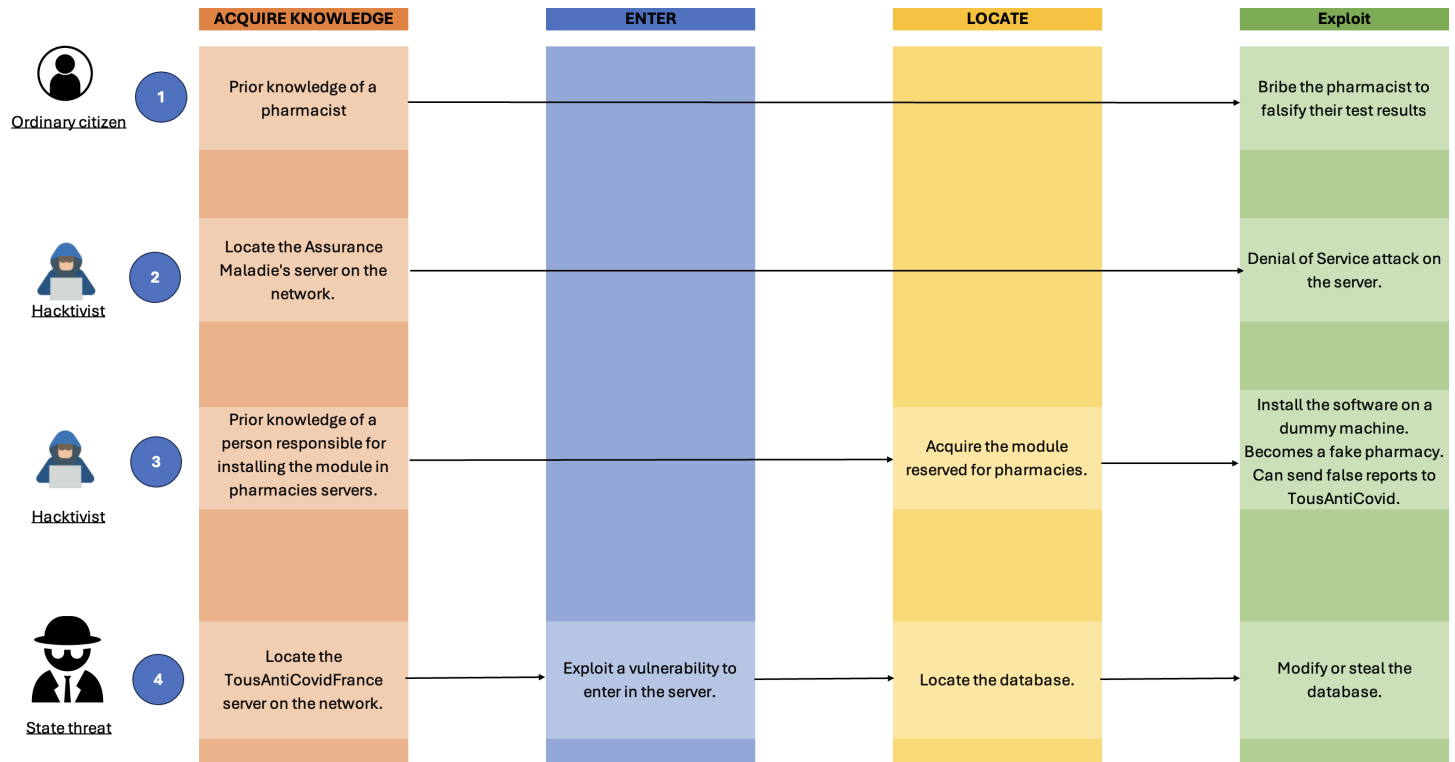 ACQUIRE KNOWLEDGE
ENTER
LOCATE
Exploit
Ordinary citizen
1
Prior knowledge of a
pharmacist
Bribe the pharmacist to
falsify their test results
Hacktivist
2
Locate the Assurance
Maladie's server on the
network.
Denial of Service attack on
the server.
Hacktivist
3
Prior knowledge of a
person responsible for
installing the module in
pharmacies servers.
Acquire the module
reserved for pharmacies.
Install the software on a
dummy machine.
Becomes a fake pharmacy.
Can send false reports to
TousAntiCovid.
State threat
4
Locate the
TousAntiCovidFrance
server on the network.
Exploit a vulnerability to
enter in the server.
Locate the database.
Modify or steal the
database.